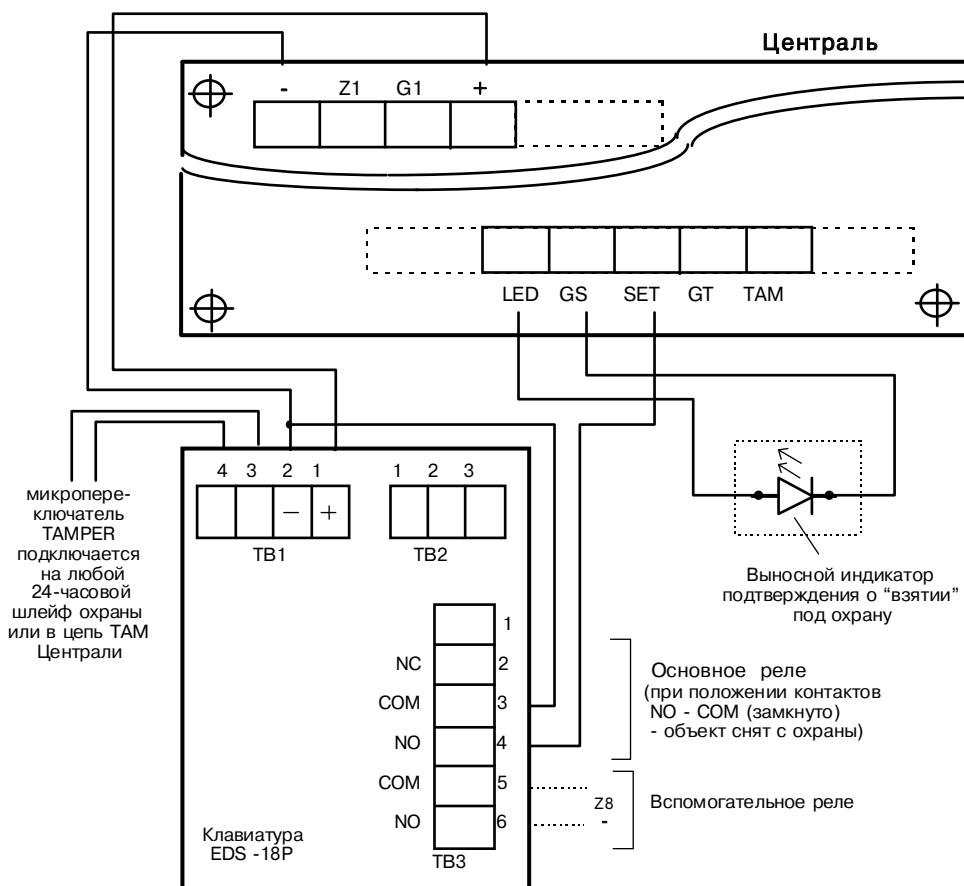 Централь
- Z1 G1 +
LED GS SET GT TAM
4 3 2 1
− +
TB1
1 2 3
TB2
микропере-
ключатель
TAMPER
подключается
на любой
24-часовой
шлейф охраны
или в цепь ТАМ
Централи
Выносной индикатор
подтверждения о “взятии”
под охрану
1
NC 2
COM 3
NO 4
COM 5
NO 6
TB3
Основное реле
(при положении контактов
NO - COM (замкнуто)
- объект снят с охраны)
Z8
-
Вспомогательное реле
Клавиатура
EDS -18P